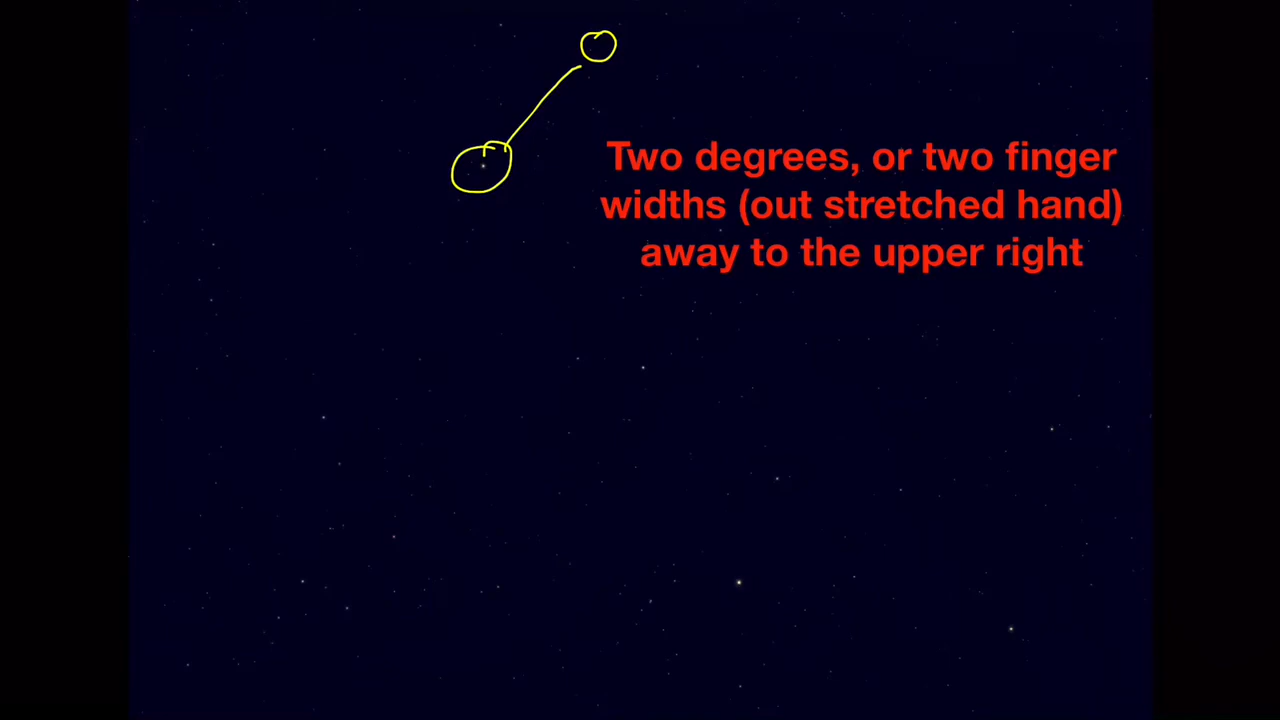 Two degrees, or two finger
widths (out stretched hand)
away to the upper right